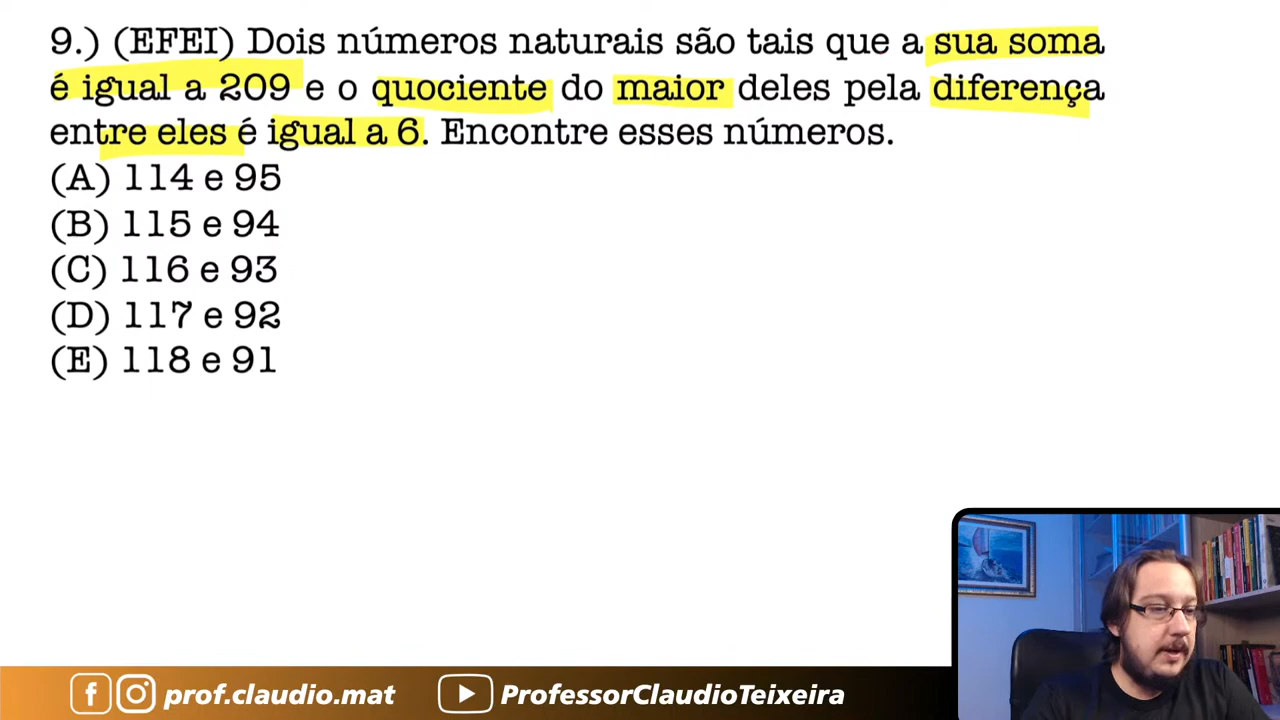 9.) (EFEI) Dois números naturais são tais que a sua soma
é igual a 209 e o quociente do maior deles pela diferença
entre eles é igual a 6. Encontre esses números.
(A) 114 e 95
(B) 115 e 94
(C) 116 e 93
(D) 117 e 92
(E) 118 e 91
prof.claudio.mat ProfessorClaudioTeixeira